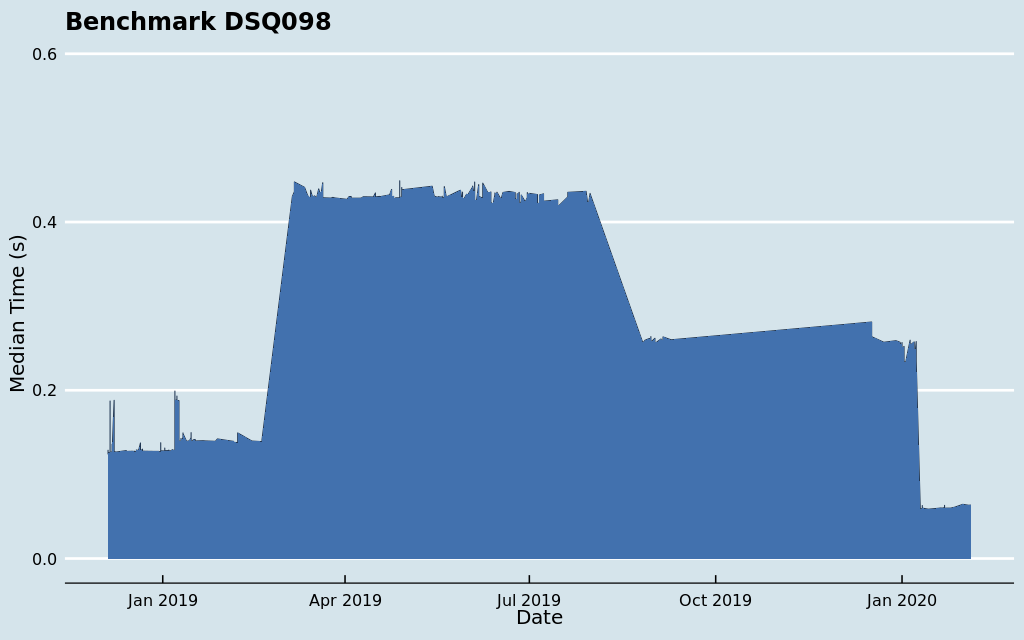 Benchmark DSQ098
Median Time (s)
0.6
0.4
0.2
0.0
Jan 2019
Apr 2019
Jul 2019
Oct 2019
Jan 2020
Date